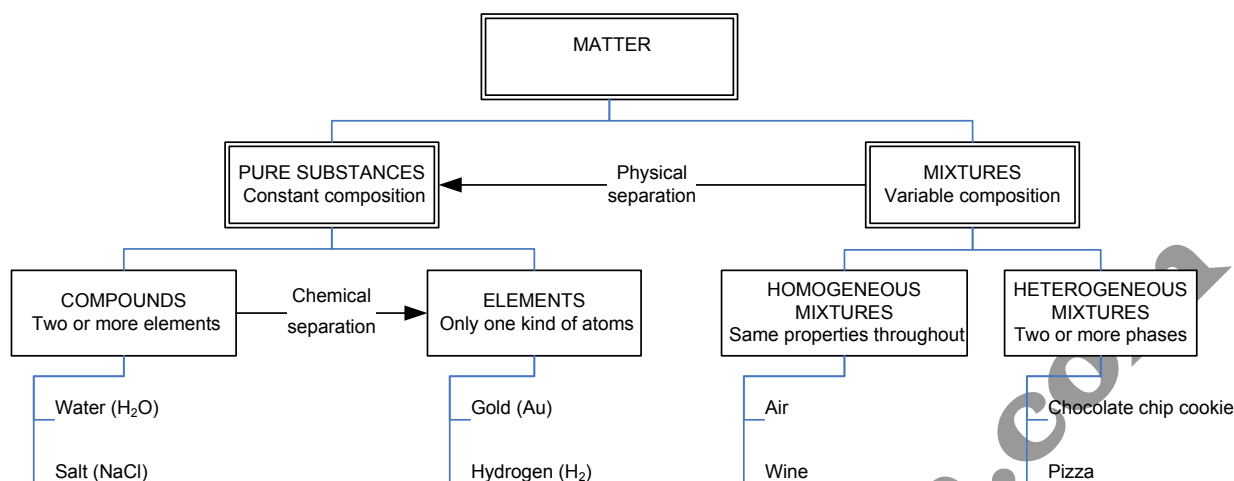 MATTER
PURE SUBSTANCES
Constant composition
Physical
separation
MIXTURES
Variable composition
COMPOUNDS
Two or more elements
Chemical
separation
ELEMENTS
Only one kind of atoms
HOMOGENEOUS
MIXTURES
Same properties throughout
HETEROGENEOUS
MIXTURES
Two or more phases
Water (H₂O)
Gold (Au)
Air
Chocolate chip cookie
Salt (NaCl)
Hydrogen (H₂)
Wine
Pizza